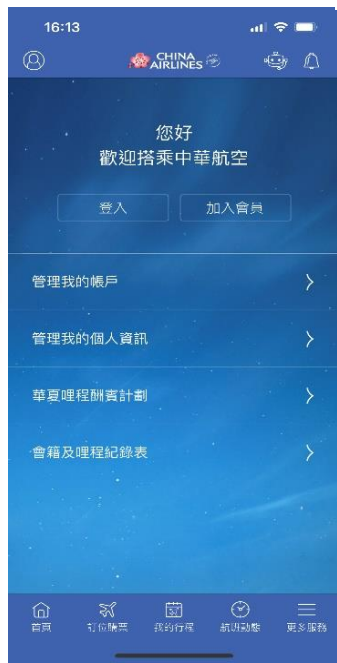 16:13
CHINA
AIRLINES
您好
歡迎搭乘中華航空
登入
加入會員
管理我的帳戶
管理我的個人資訊
華夏哩程酬賓計劃
會籍及哩程紀錄表
首頁
訂位購票
我的行程
航班動態
更多服務